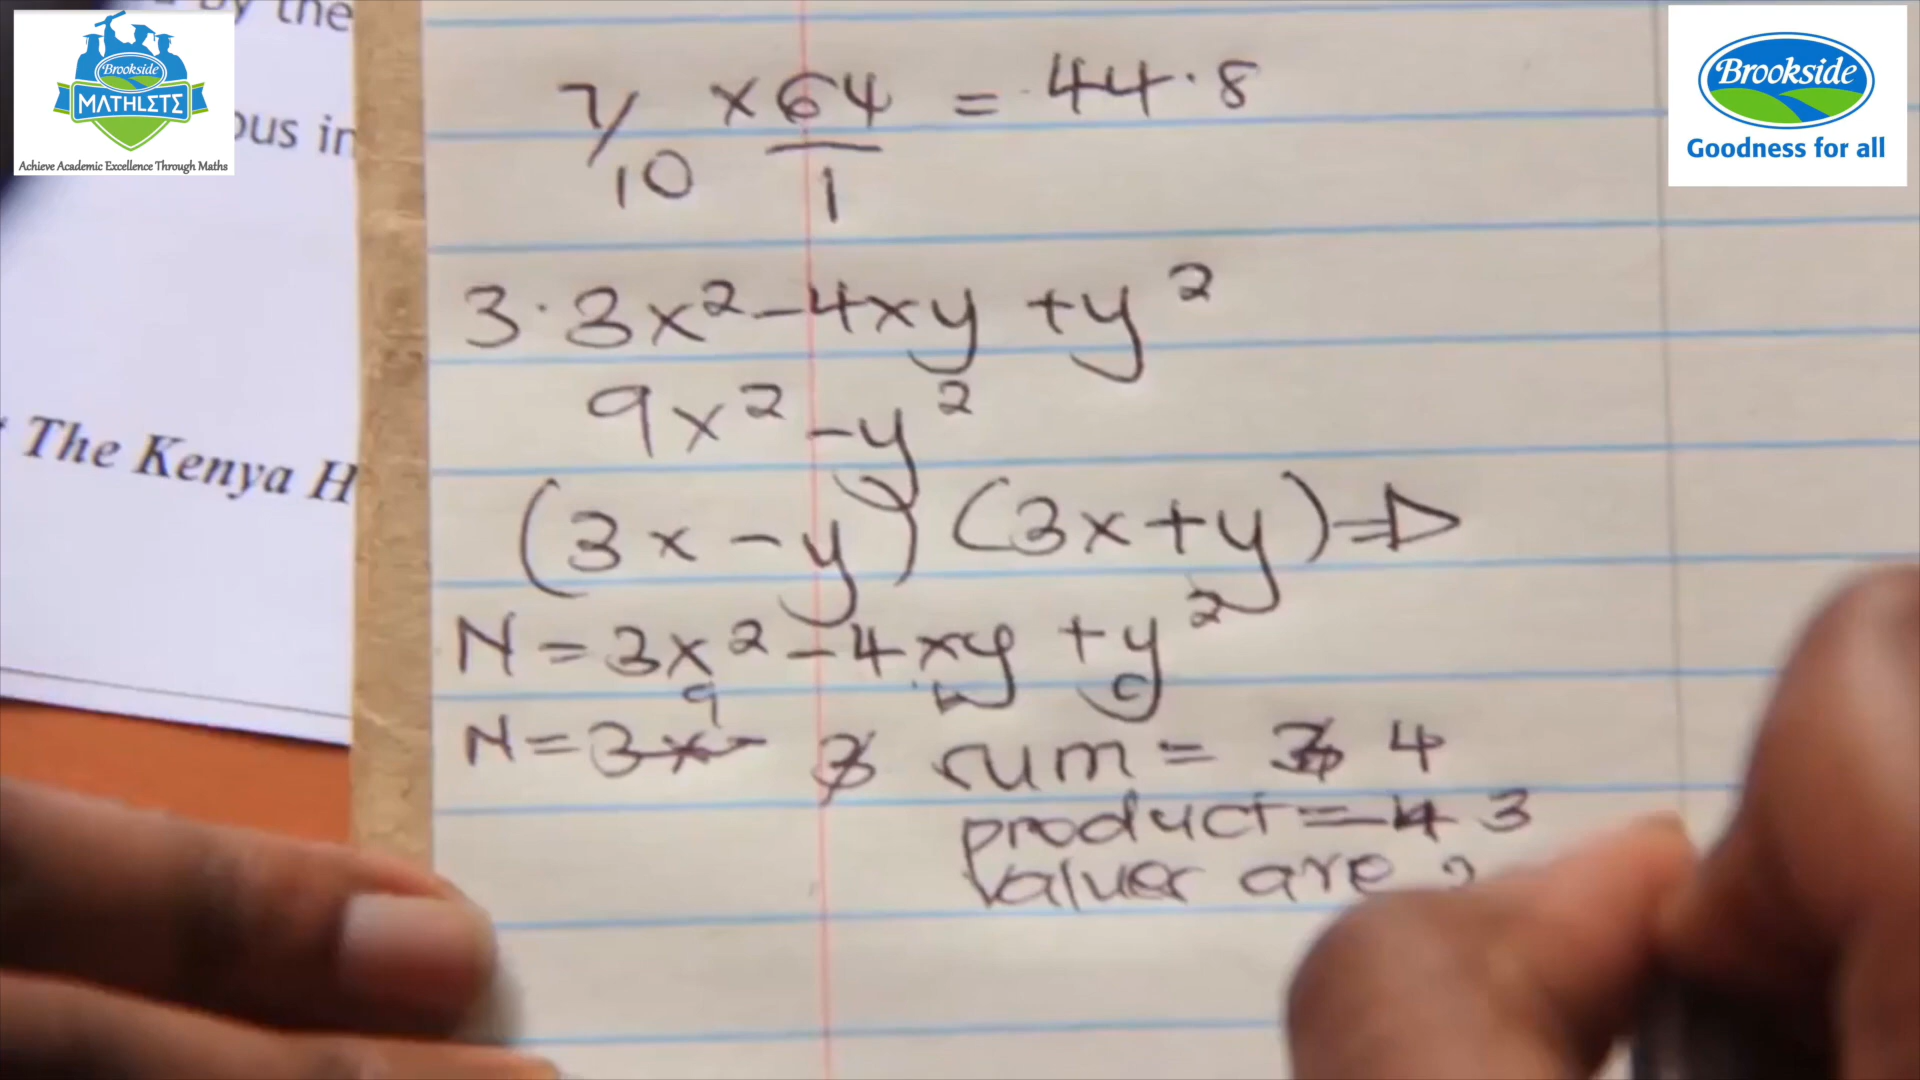 by the
Brookside
MATHLETE
Achieve Academic Excellence Through Maths
ous in
Brookside
Goodness for all
7/10 × 64/1 = 44.8
3. 3x² - 4xy + y²
9x² - y²
The Kenya H
(3x - y) (3x + y) ⇒
N = 3x² - 4xy + y²
a b c
N = 3x - 3 sum = 3 4
product = -4 3
Values are